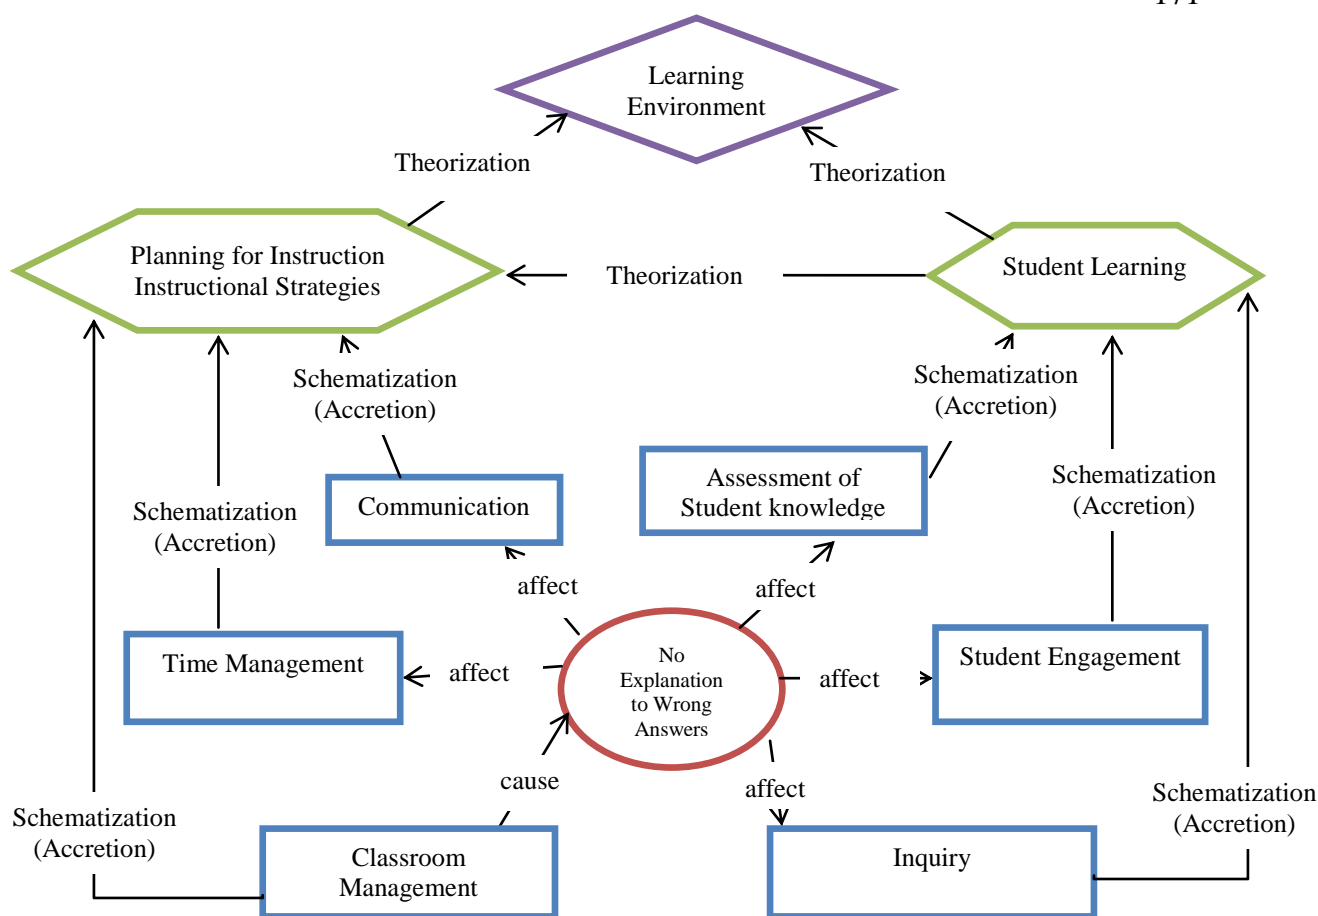 Learning
Environment
Theorization
Theorization
Planning for Instruction
Instructional Strategies
Theorization
Student Learning
Schematization
(Accretion)
Schematization
(Accretion)
Schematization
(Accretion)
Schematization
(Accretion)
Communication
Assessment of
Student knowledge
affect
affect
Time Management
affect
No
Explanation
to Wrong
Answers
affect
Student Engagement
cause
affect
Schematization
(Accretion)
Schematization
(Accretion)
Classroom
Management
Inquiry